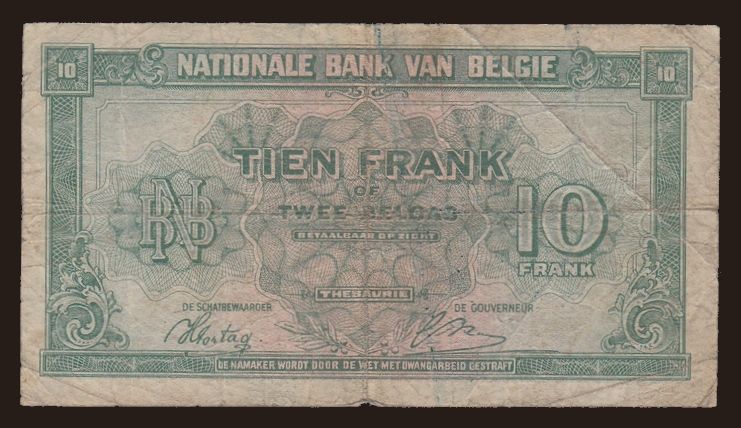 10 NATIONALE BANK VAN BELGIE 10
TIEN FRANK
OF
TWEE BELGAS
BETAALBAAR OP ZICHT
BNB
10
FRANK
THESAURIE
DE SCHATBEWAARDER DE GOUVERNEUR
DE NAMAKER WORDT DOOR DE WET MET DWANGARBEID GESTRAFT